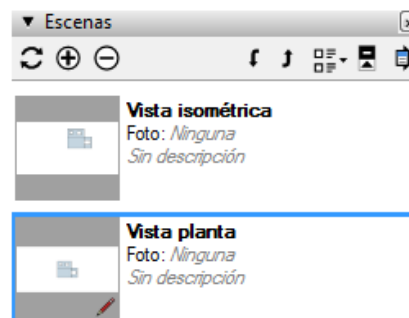 Escenas
Vista isométrica
Foto: Ninguna
Sin descripción
Vista planta
Foto: Ninguna
Sin descripción